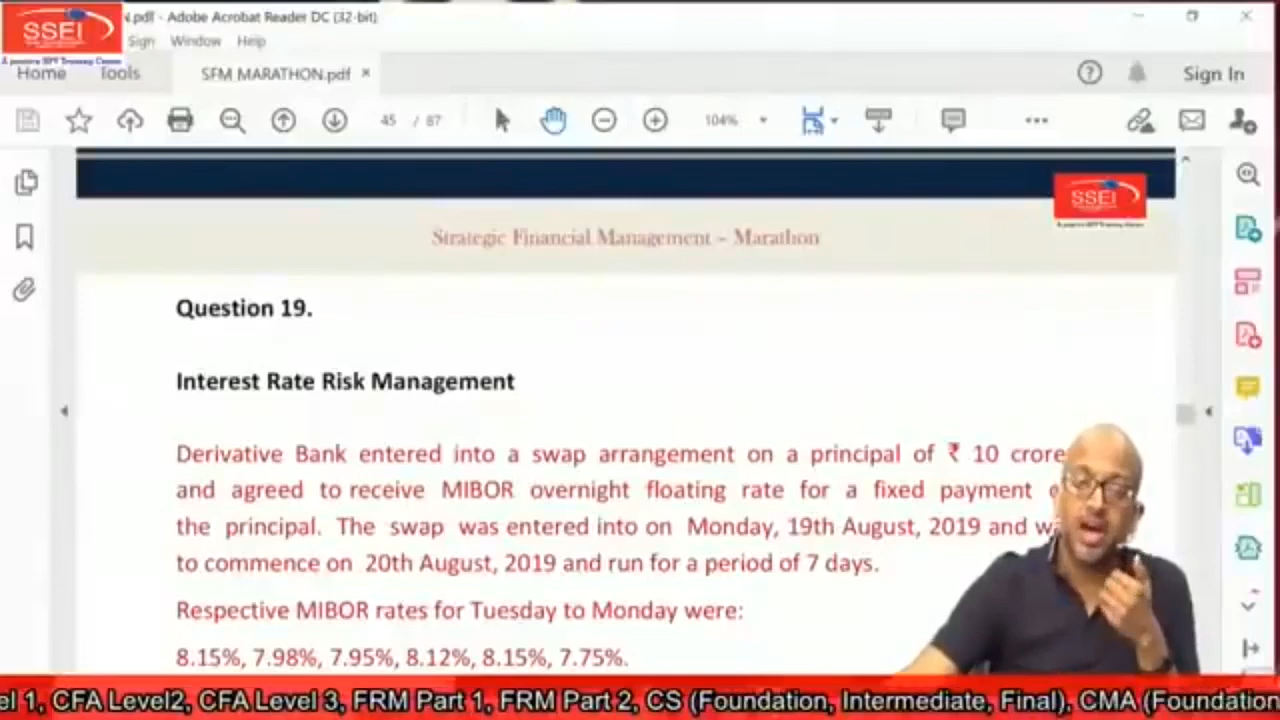 SSEI
.pdf - Adobe Acrobat Reader DC (32-bit)
Sign Window Help
Home Tools SFM MARATHON.pdf × Sign In
45 / 87 104%
SSEI
Strategic Financial Management – Marathon
Question 19.
Interest Rate Risk Management
Derivative Bank entered into a swap arrangement on a principal of ₹ 10 crore
and agreed to receive MIBOR overnight floating rate for a fixed payment
the principal. The swap was entered into on Monday, 19th August, 2019 and
to commence on 20th August, 2019 and run for a period of 7 days.
Respective MIBOR rates for Tuesday to Monday were:
8.15%, 7.98%, 7.95%, 8.12%, 8.15%, 7.75%.
el 1, CFA Level2, CFA Level 3, FRM Part 1, FRM Part 2, CS (Foundation, Intermediate, Final), CMA (Foundation